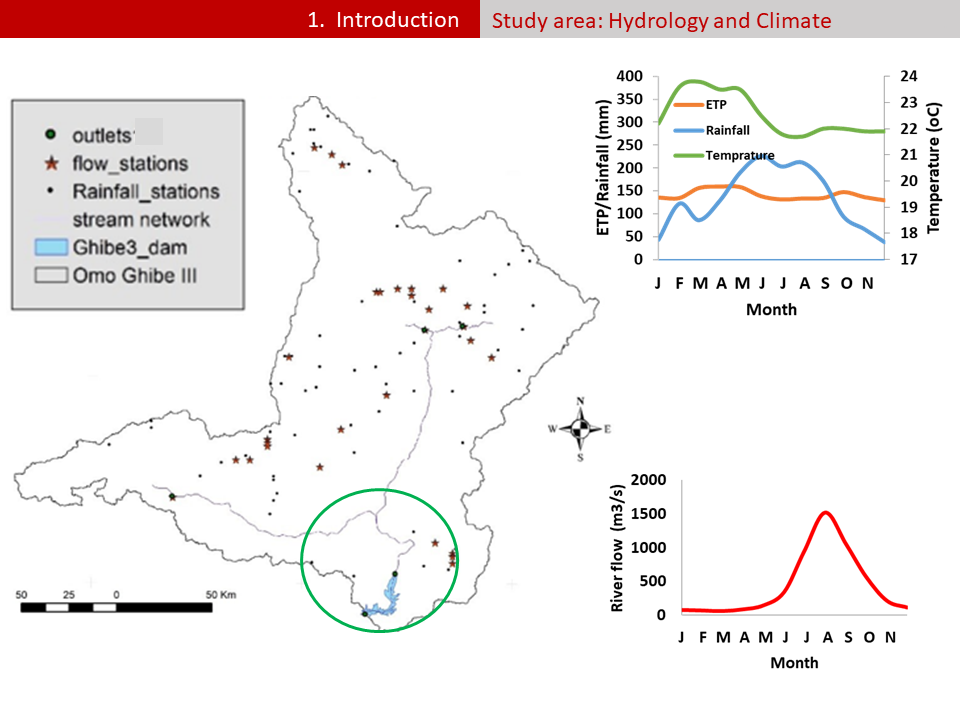 1. Introduction
Study area: Hydrology and Climate
outlets
flow_stations
Rainfall_stations
stream network
Ghibe3_dam
Omo Ghibe III
N
W E
S
50 25 0 50 Km
ETP/Rainfall (mm)
400
350
300
250
200
150
100
50
0
ETP
Rainfall
Temprature
24
23
22
21
20
19
18
17
Temperature (oC)
J F M A M J J A S O N
Month
River flow (m3/s)
2000
1500
1000
500
0
J F M A M J J A S O N
Month